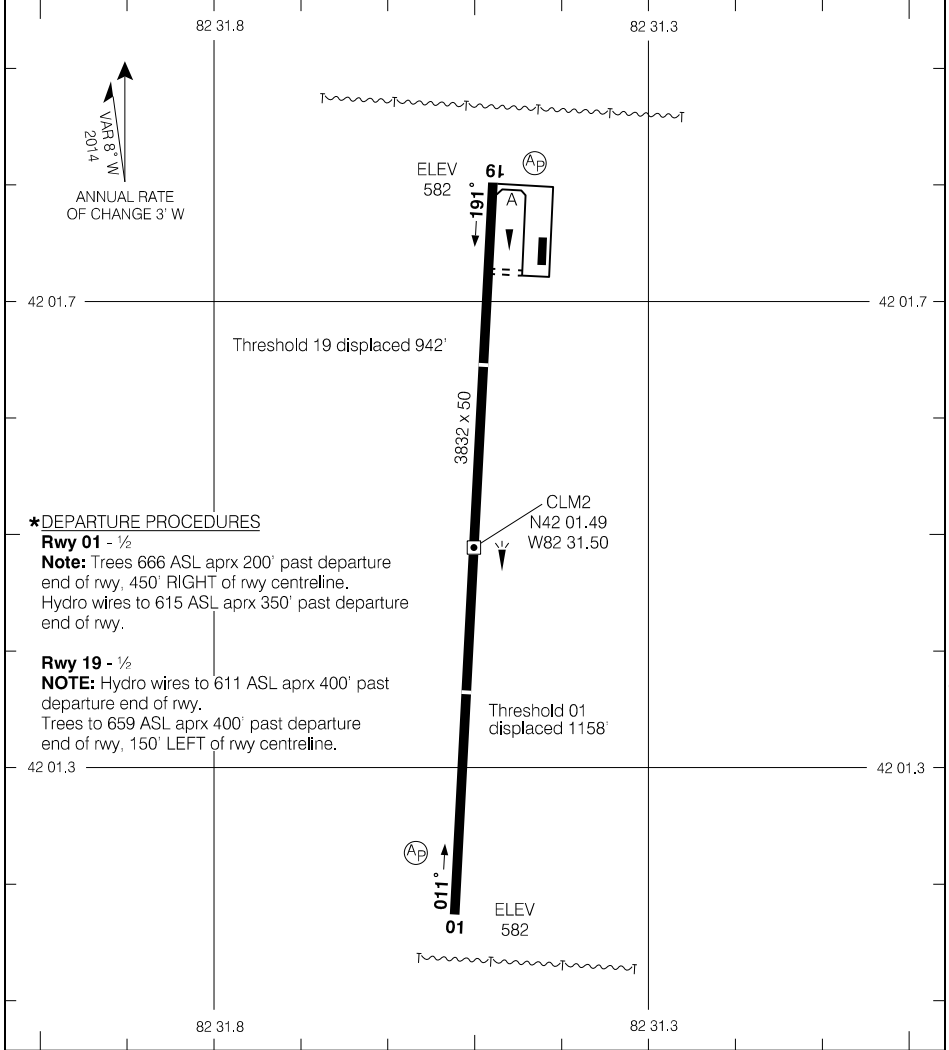 82 31.8
82 31.3
VAR 8° W
2014
ANNUAL RATE
OF CHANGE 3' W
ELEV
582
19
AP
191°
A
42 01.7
42 01.7
Threshold 19 displaced 942'
3832 x 50
CLM2
N42 01.49
W82 31.50
*DEPARTURE PROCEDURES
Rwy 01 - ½
Note: Trees 666 ASL aprx 200' past departure
end of rwy, 450' RIGHT of rwy centreline.
Hydro wires to 615 ASL aprx 350' past departure
end of rwy.
Rwy 19 - ½
NOTE: Hydro wires to 611 ASL aprx 400' past
departure end of rwy.
Trees to 659 ASL aprx 400' past departure
end of rwy, 150' LEFT of rwy centreline.
Threshold 01
displaced 1158'
42 01.3
42 01.3
AP
011°
01
ELEV
582
82 31.8
82 31.3